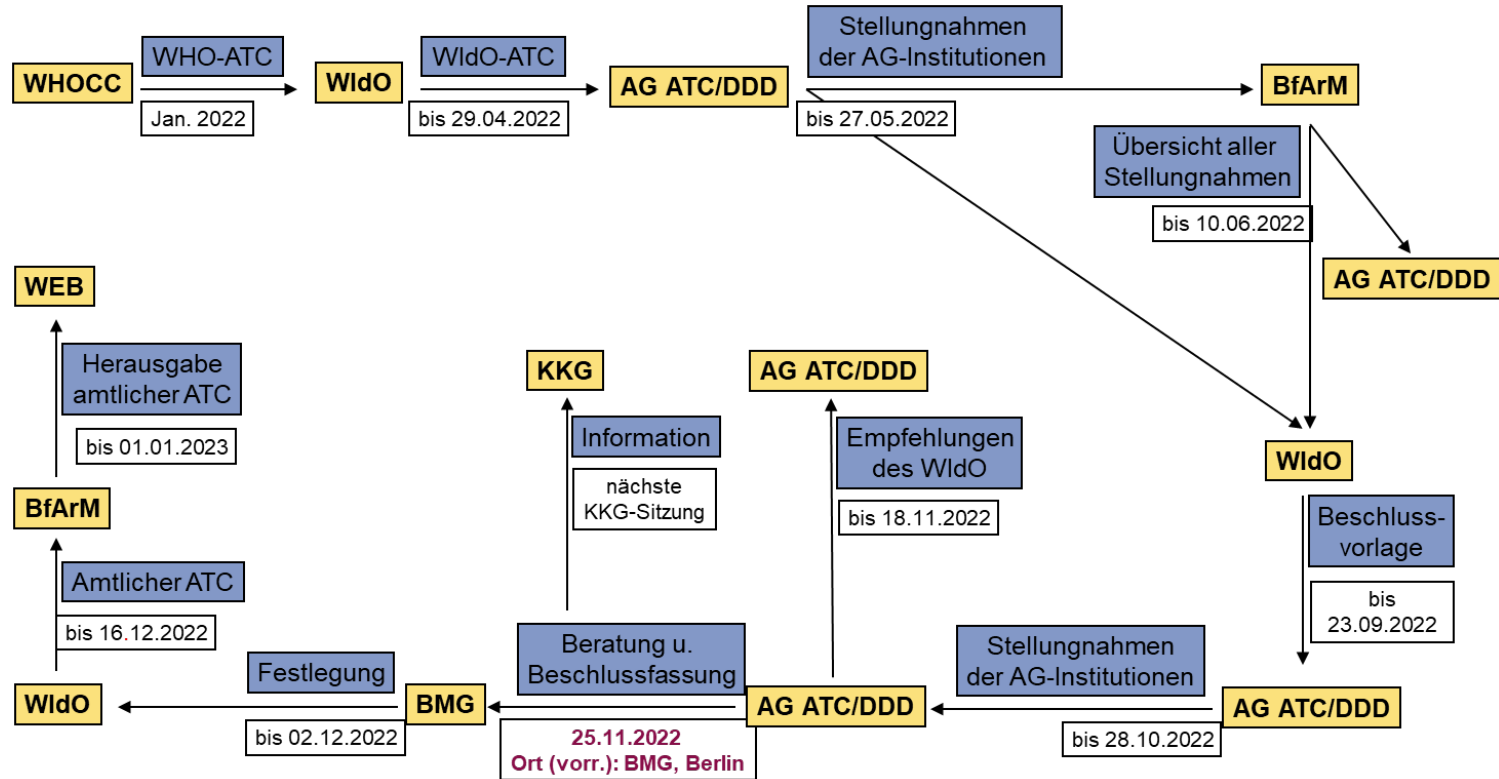 WHOCC
WHO-ATC
Jan. 2022
WIdO
WIdO-ATC
bis 29.04.2022
AG ATC/DDD
Stellungnahmen
der AG-Institutionen
bis 27.05.2022
BfArM
Übersicht aller
Stellungnahmen
bis 10.06.2022
AG ATC/DDD
WIdO
Beschluss-
vorlage
bis
23.09.2022
AG ATC/DDD
Stellungnahmen
der AG-Institutionen
bis 28.10.2022
AG ATC/DDD
Empfehlungen
des WIdO
bis 18.11.2022
AG ATC/DDD
Beratung u.
Beschlussfassung
25.11.2022
Ort (vorr.): BMG, Berlin
KKG
Information
nächste
KKG-Sitzung
BMG
Festlegung
bis 02.12.2022
WIdO
Amtlicher ATC
bis 16.12.2022
BfArM
Herausgabe
amtlicher ATC
bis 01.01.2023
WEB